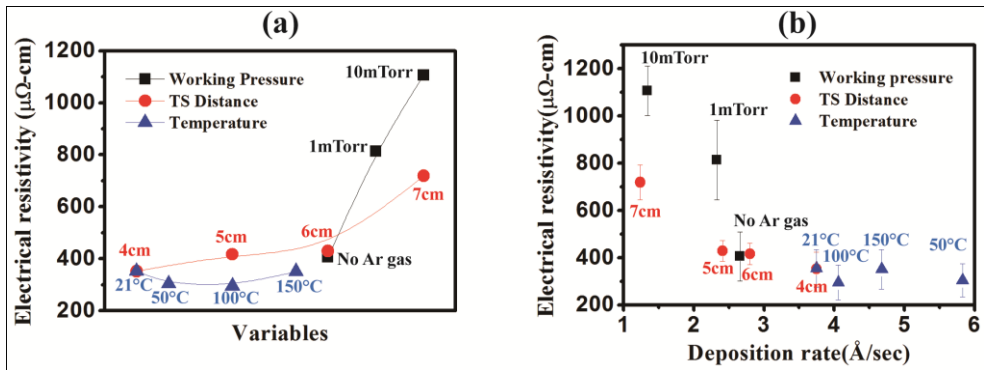 (a)
Electrical resistivity (μΩ-cm)
1200
1000
800
600
400
200
Working Pressure
TS Distance
Temperature
10mTorr
1mTorr
No Ar gas
4cm
5cm
6cm
7cm
21°C
50°C
100°C
150°C
Variables
(b)
Electrical resistivity(μΩ-cm)
1200
1000
800
600
400
200
10mTorr
Working pressure
TS Distance
Temperature
1mTorr
7cm
No Ar gas
5cm
6cm
21°C
100°C
150°C
50°C
4cm
1 2 3 4 5 6
Deposition rate(Å/sec)